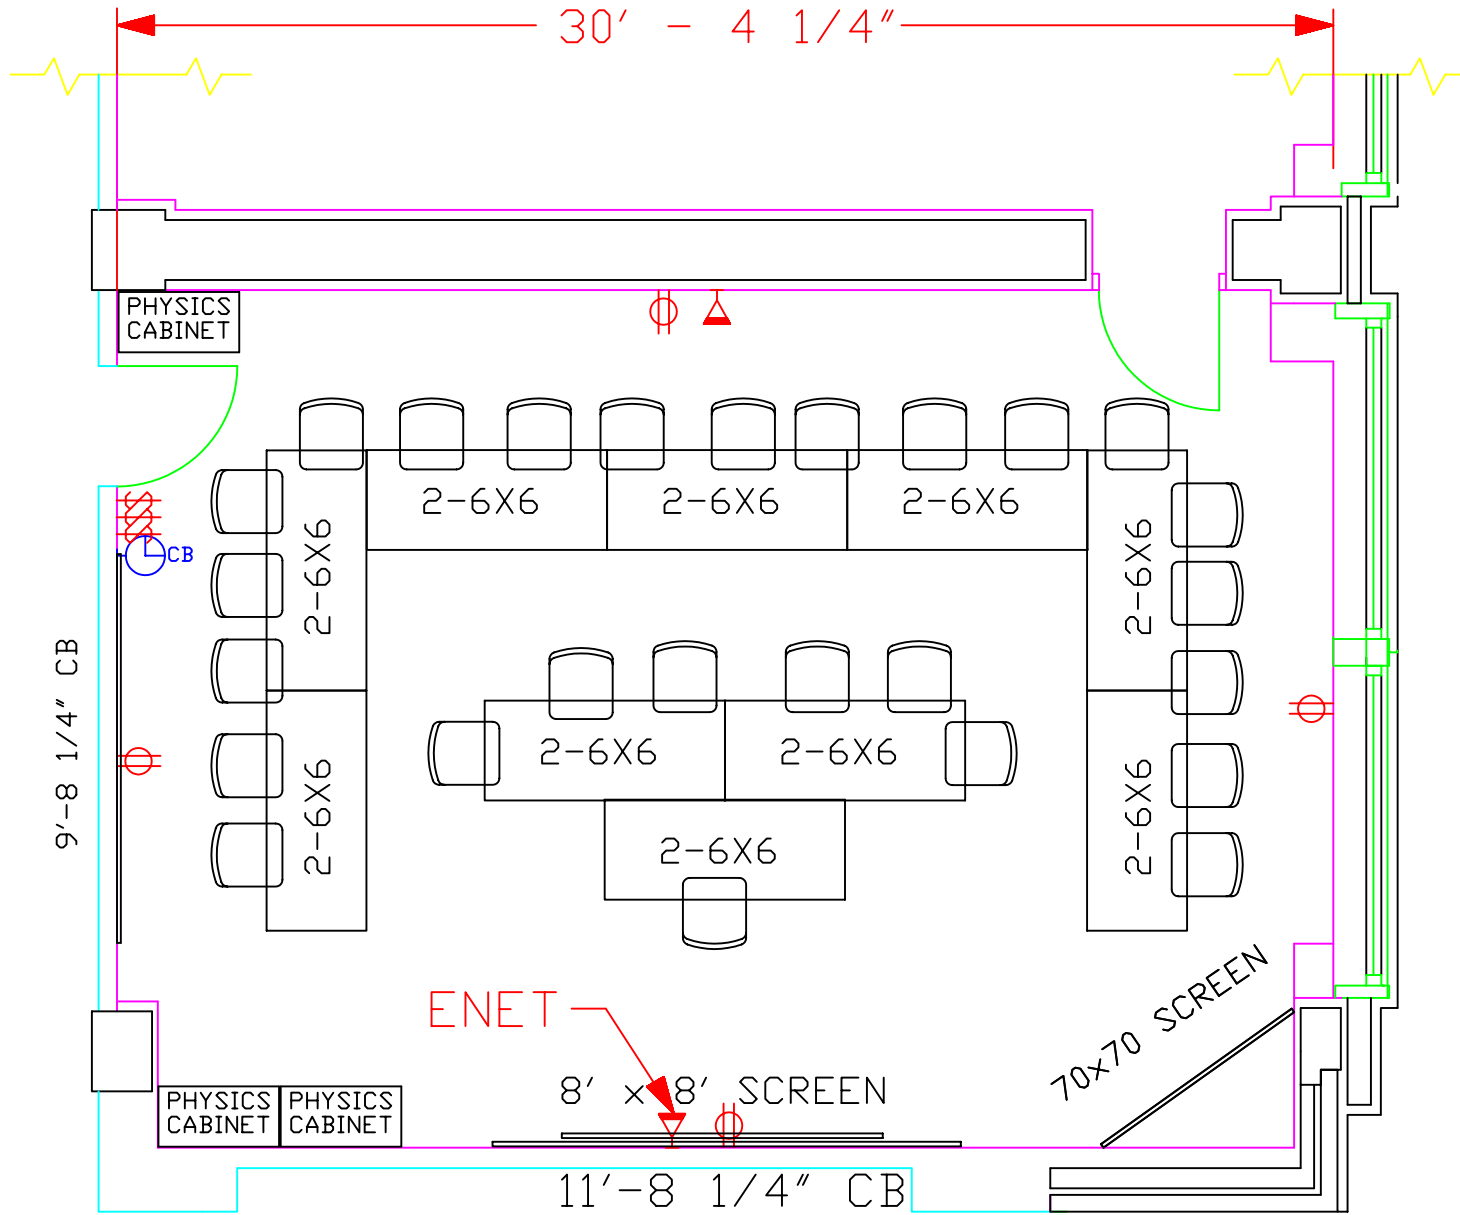 30' - 4 1/4"
PHYSICS
CABINET
2-6X6
2-6X6
2-6X6
2-6X6
2-6X6
CB
9'-8 1/4" CB
2-6X6
2-6X6
2-6X6
2-6X6
2-6X6
ENET
70x70 SCREEN
8' x 8' SCREEN
PHYSICS
CABINET
PHYSICS
CABINET
11'-8 1/4" CB